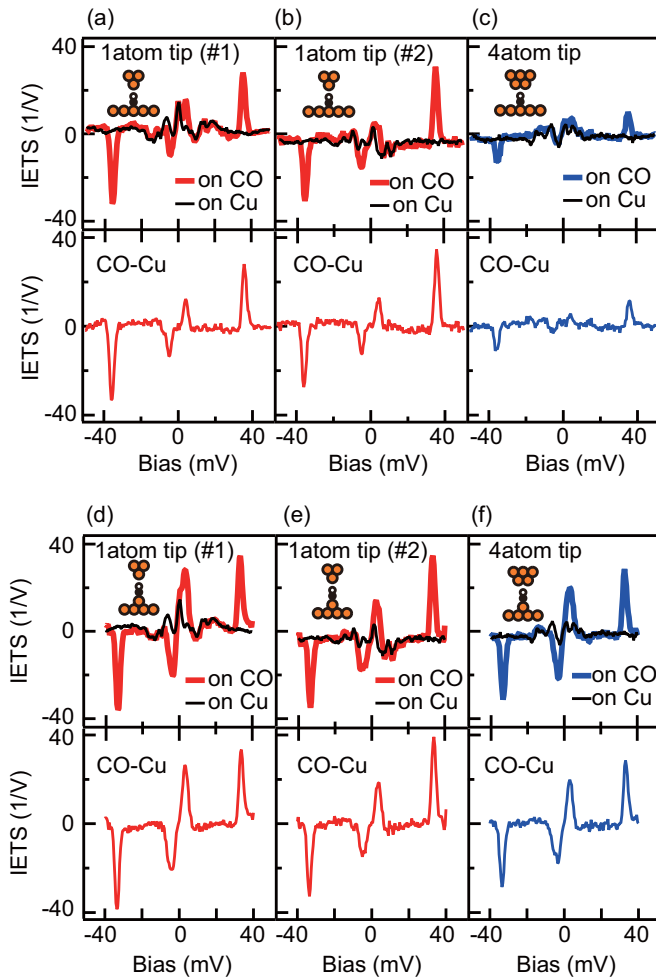 (a)
(b)
(c)
1atom tip (#1)
1atom tip (#2)
4atom tip
IETS (1/V)
40
0
-40
on CO
on Cu
on CO
on Cu
on CO
on Cu
IETS (1/V)
40
0
-40
CO-Cu
CO-Cu
CO-Cu
-40
0
40
-40
0
40
-40
0
40
Bias (mV)
Bias (mV)
Bias (mV)
(d)
(e)
(f)
1atom tip (#1)
1atom tip (#2)
4atom tip
IETS (1/V)
40
0
-40
on CO
on Cu
on CO
on Cu
on CO
on Cu
IETS (1/V)
40
0
-40
CO-Cu
CO-Cu
CO-Cu
-40
0
40
-40
0
40
-40
0
40
Bias (mV)
Bias (mV)
Bias (mV)